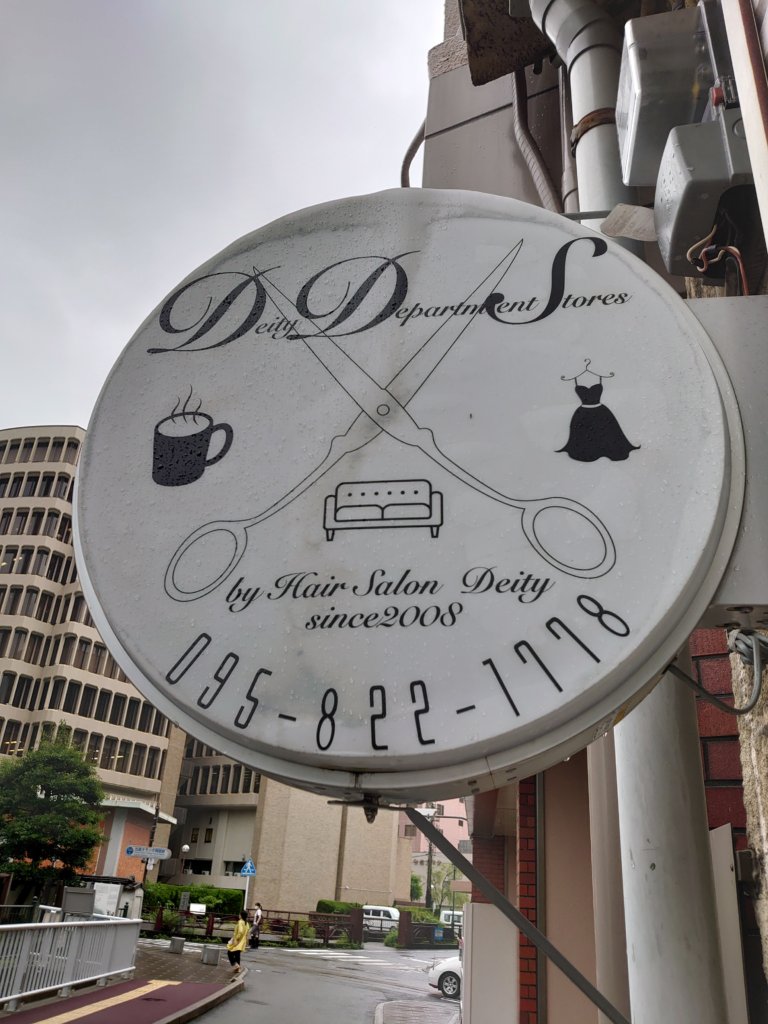 Deity Department Stores
by Hair Salon Deity
since2008
095-822-1778